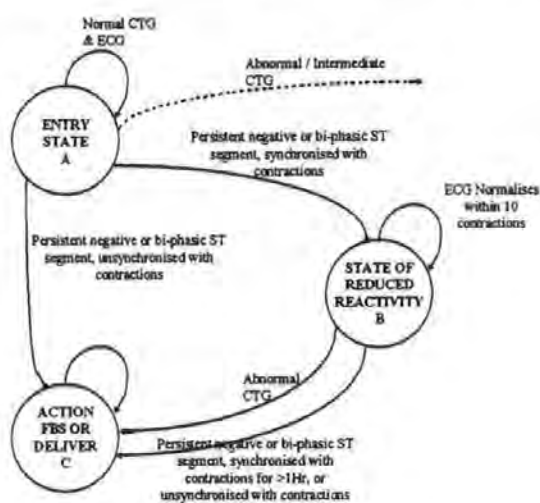 Normal CTG
& ECG
Abnormal / Intermediate
CTG
ENTRY
STATE
A
Persistent negative or bi-phasic ST
segment, synchronised with
contractions
ECG Normalises
within 10
contractions
Persistent negative or bi-phasic ST
segment, unsynchronised with
contractions
STATE OF
REDUCED
REACTIVITY
B
Abnormal
CTG
ACTION
FBS OR
DELIVER
C
Persistent negative or bi-phasic ST
segment, synchronised with
contractions for >1Hr, or
unsynchronised with contractions